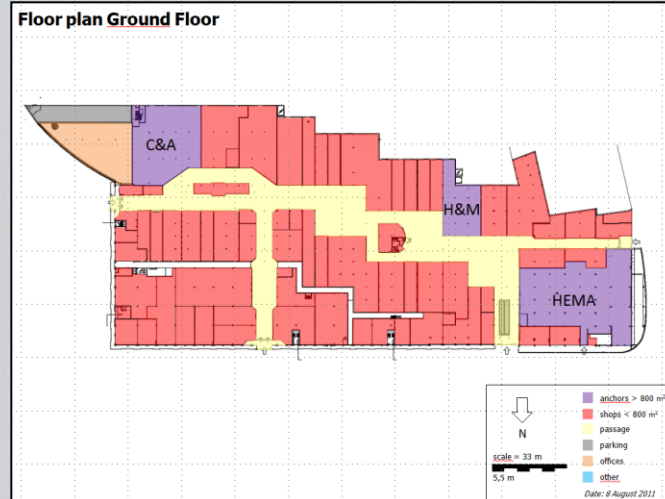 Floor plan Ground Floor
C&A
H&M
HEMA
N
scale = 33 m
5,5 m
anchors > 800 m²
shops < 800 m²
passage
parking
offices
other
Date: 8 August 2011